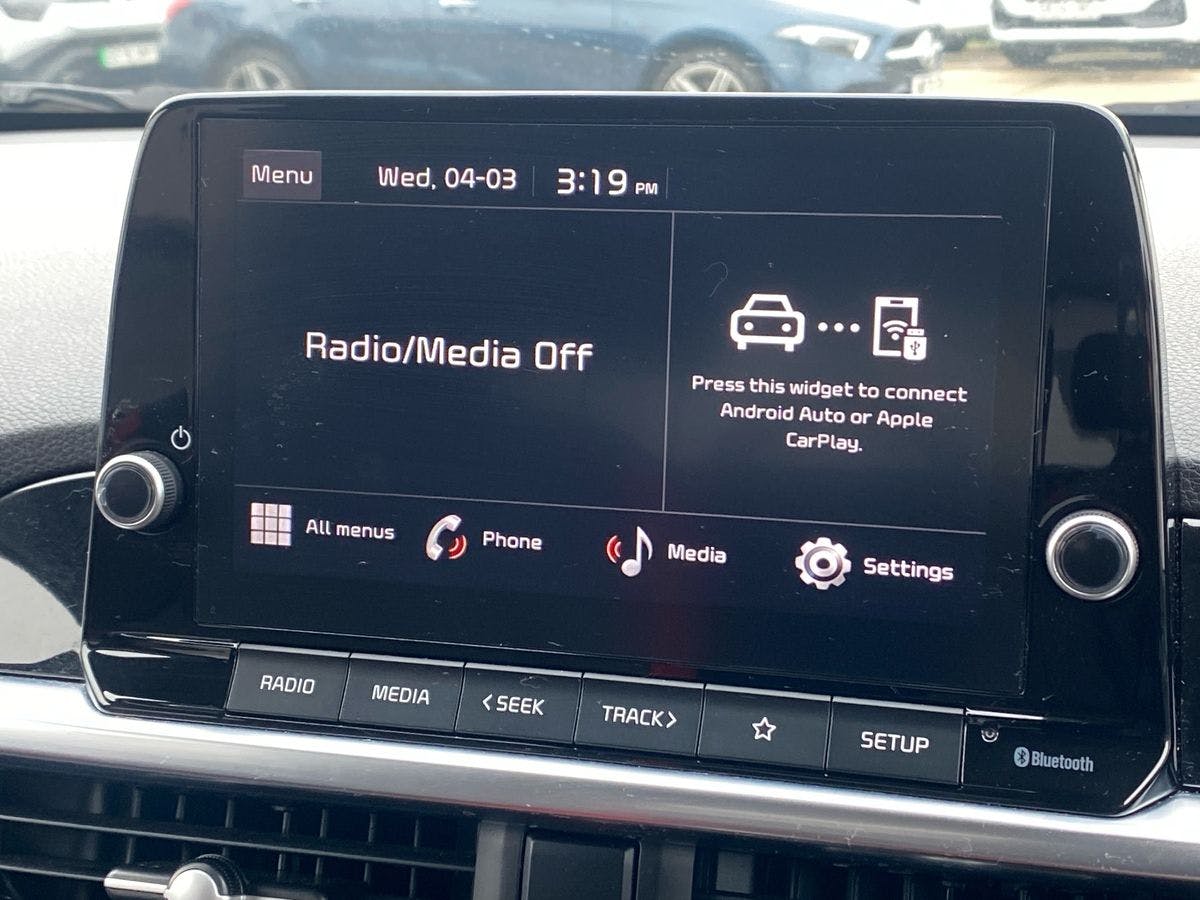 Menu Wed, 04-03 3:19 PM
Radio/Media Off
Press this widget to connect
Android Auto or Apple
CarPlay.
All menus Phone Media Settings
RADIO MEDIA <SEEK TRACK> SETUP
Bluetooth